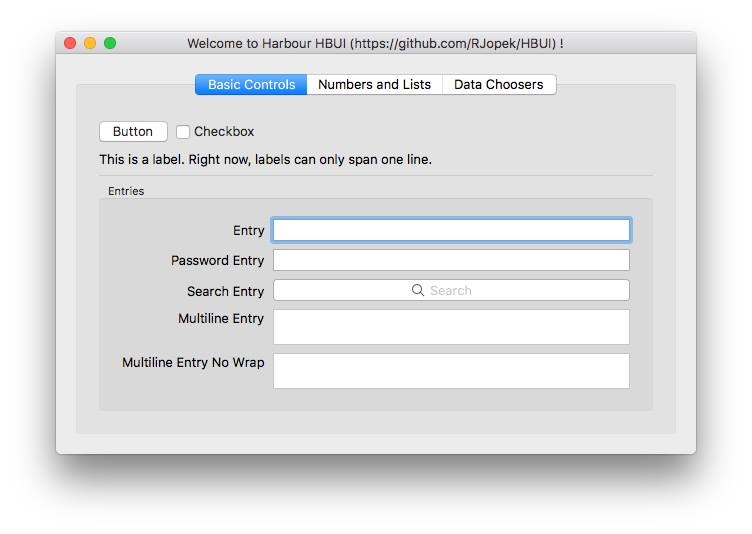 Welcome to Harbour HBUI (https://github.com/RJopek/HBUI) !
Basic Controls Numbers and Lists Data Choosers
Button Checkbox
This is a label. Right now, labels can only span one line.
Entries
Entry
Password Entry
Search Entry Search
Multiline Entry
Multiline Entry No Wrap